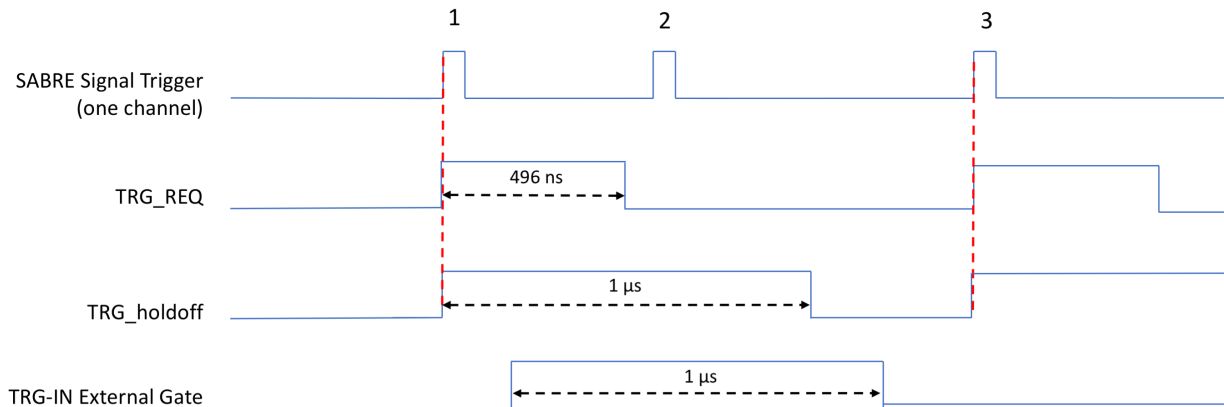 1 2 3
SABRE Signal Trigger
(one channel)
496 ns
TRG_REQ
1 µs
TRG_holdoff
1 µs
TRG-IN External Gate